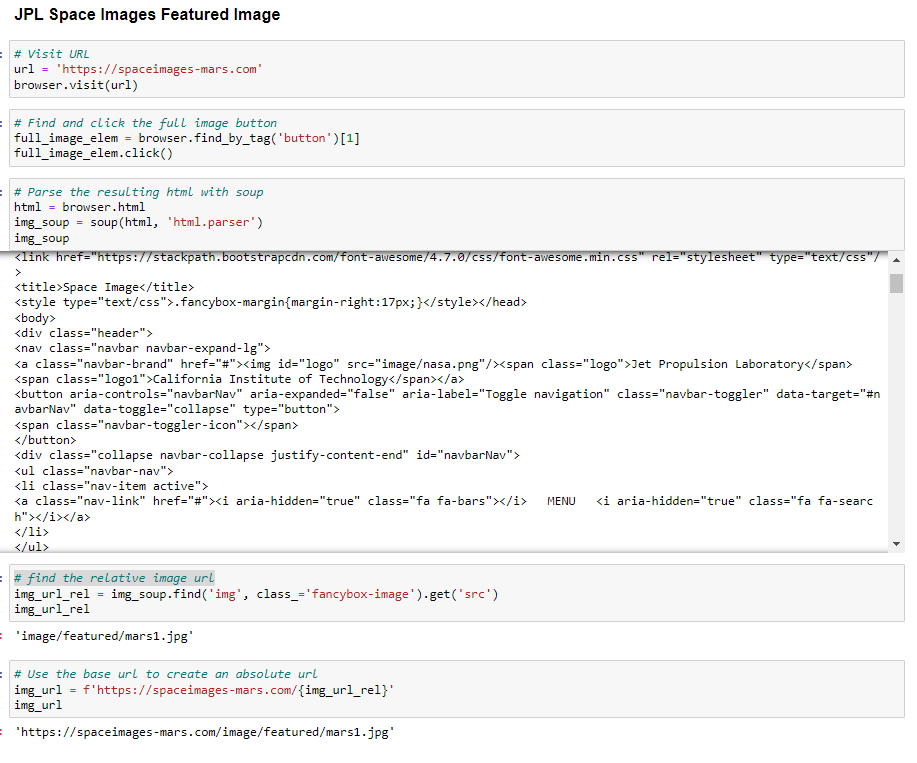 JPL Space Images Featured Image
# Visit URL
url = 'https://spaceimages-mars.com'
browser.visit(url)
# Find and click the full image button
full_image_elem = browser.find_by_tag('button')[1]
full_image_elem.click()
# Parse the resulting html with soup
html = browser.html
img_soup = soup(html, 'html.parser')
img_soup
<link href="https://stackpath.bootstrapcdn.com/font-awesome/4.7.0/css/font-awesome.min.css" rel="stylesheet" type="text/css"/
>
<title>Space Image</title>
<style type="text/css">.fancybox-margin{margin-right:17px;}</style></head>
<body>
<div class="header">
<nav class="navbar navbar-expand-lg">
<a class="navbar-brand" href="#"><img id="logo" src="image/nasa.png"/><span class="logo">Jet Propulsion Laboratory</span>
<span class="logo1">California Institute of Technology</span></a>
<button aria-controls="navbarNav" aria-expanded="false" aria-label="Toggle navigation" class="navbar-toggler" data-target="#n
avbarNav" data-toggle="collapse" type="button">
<span class="navbar-toggler-icon"></span>
</button>
<div class="collapse navbar-collapse justify-content-end" id="navbarNav">
<ul class="navbar-nav">
<li class="nav-item active">
<a class="nav-link" href="#"><i aria-hidden="true" class="fa fa-bars"></i>   MENU   <i aria-hidden="true" class="fa fa-searc
h"></i></a>
</li>
</ul>
# find the relative image url
img_url_rel = img_soup.find('img', class_='fancybox-image').get('src')
img_url_rel
'image/featured/mars1.jpg'
# Use the base url to create an absolute url
img_url = f'https://spaceimages-mars.com/{img_url_rel}'
img_url
'https://spaceimages-mars.com/image/featured/mars1.jpg'